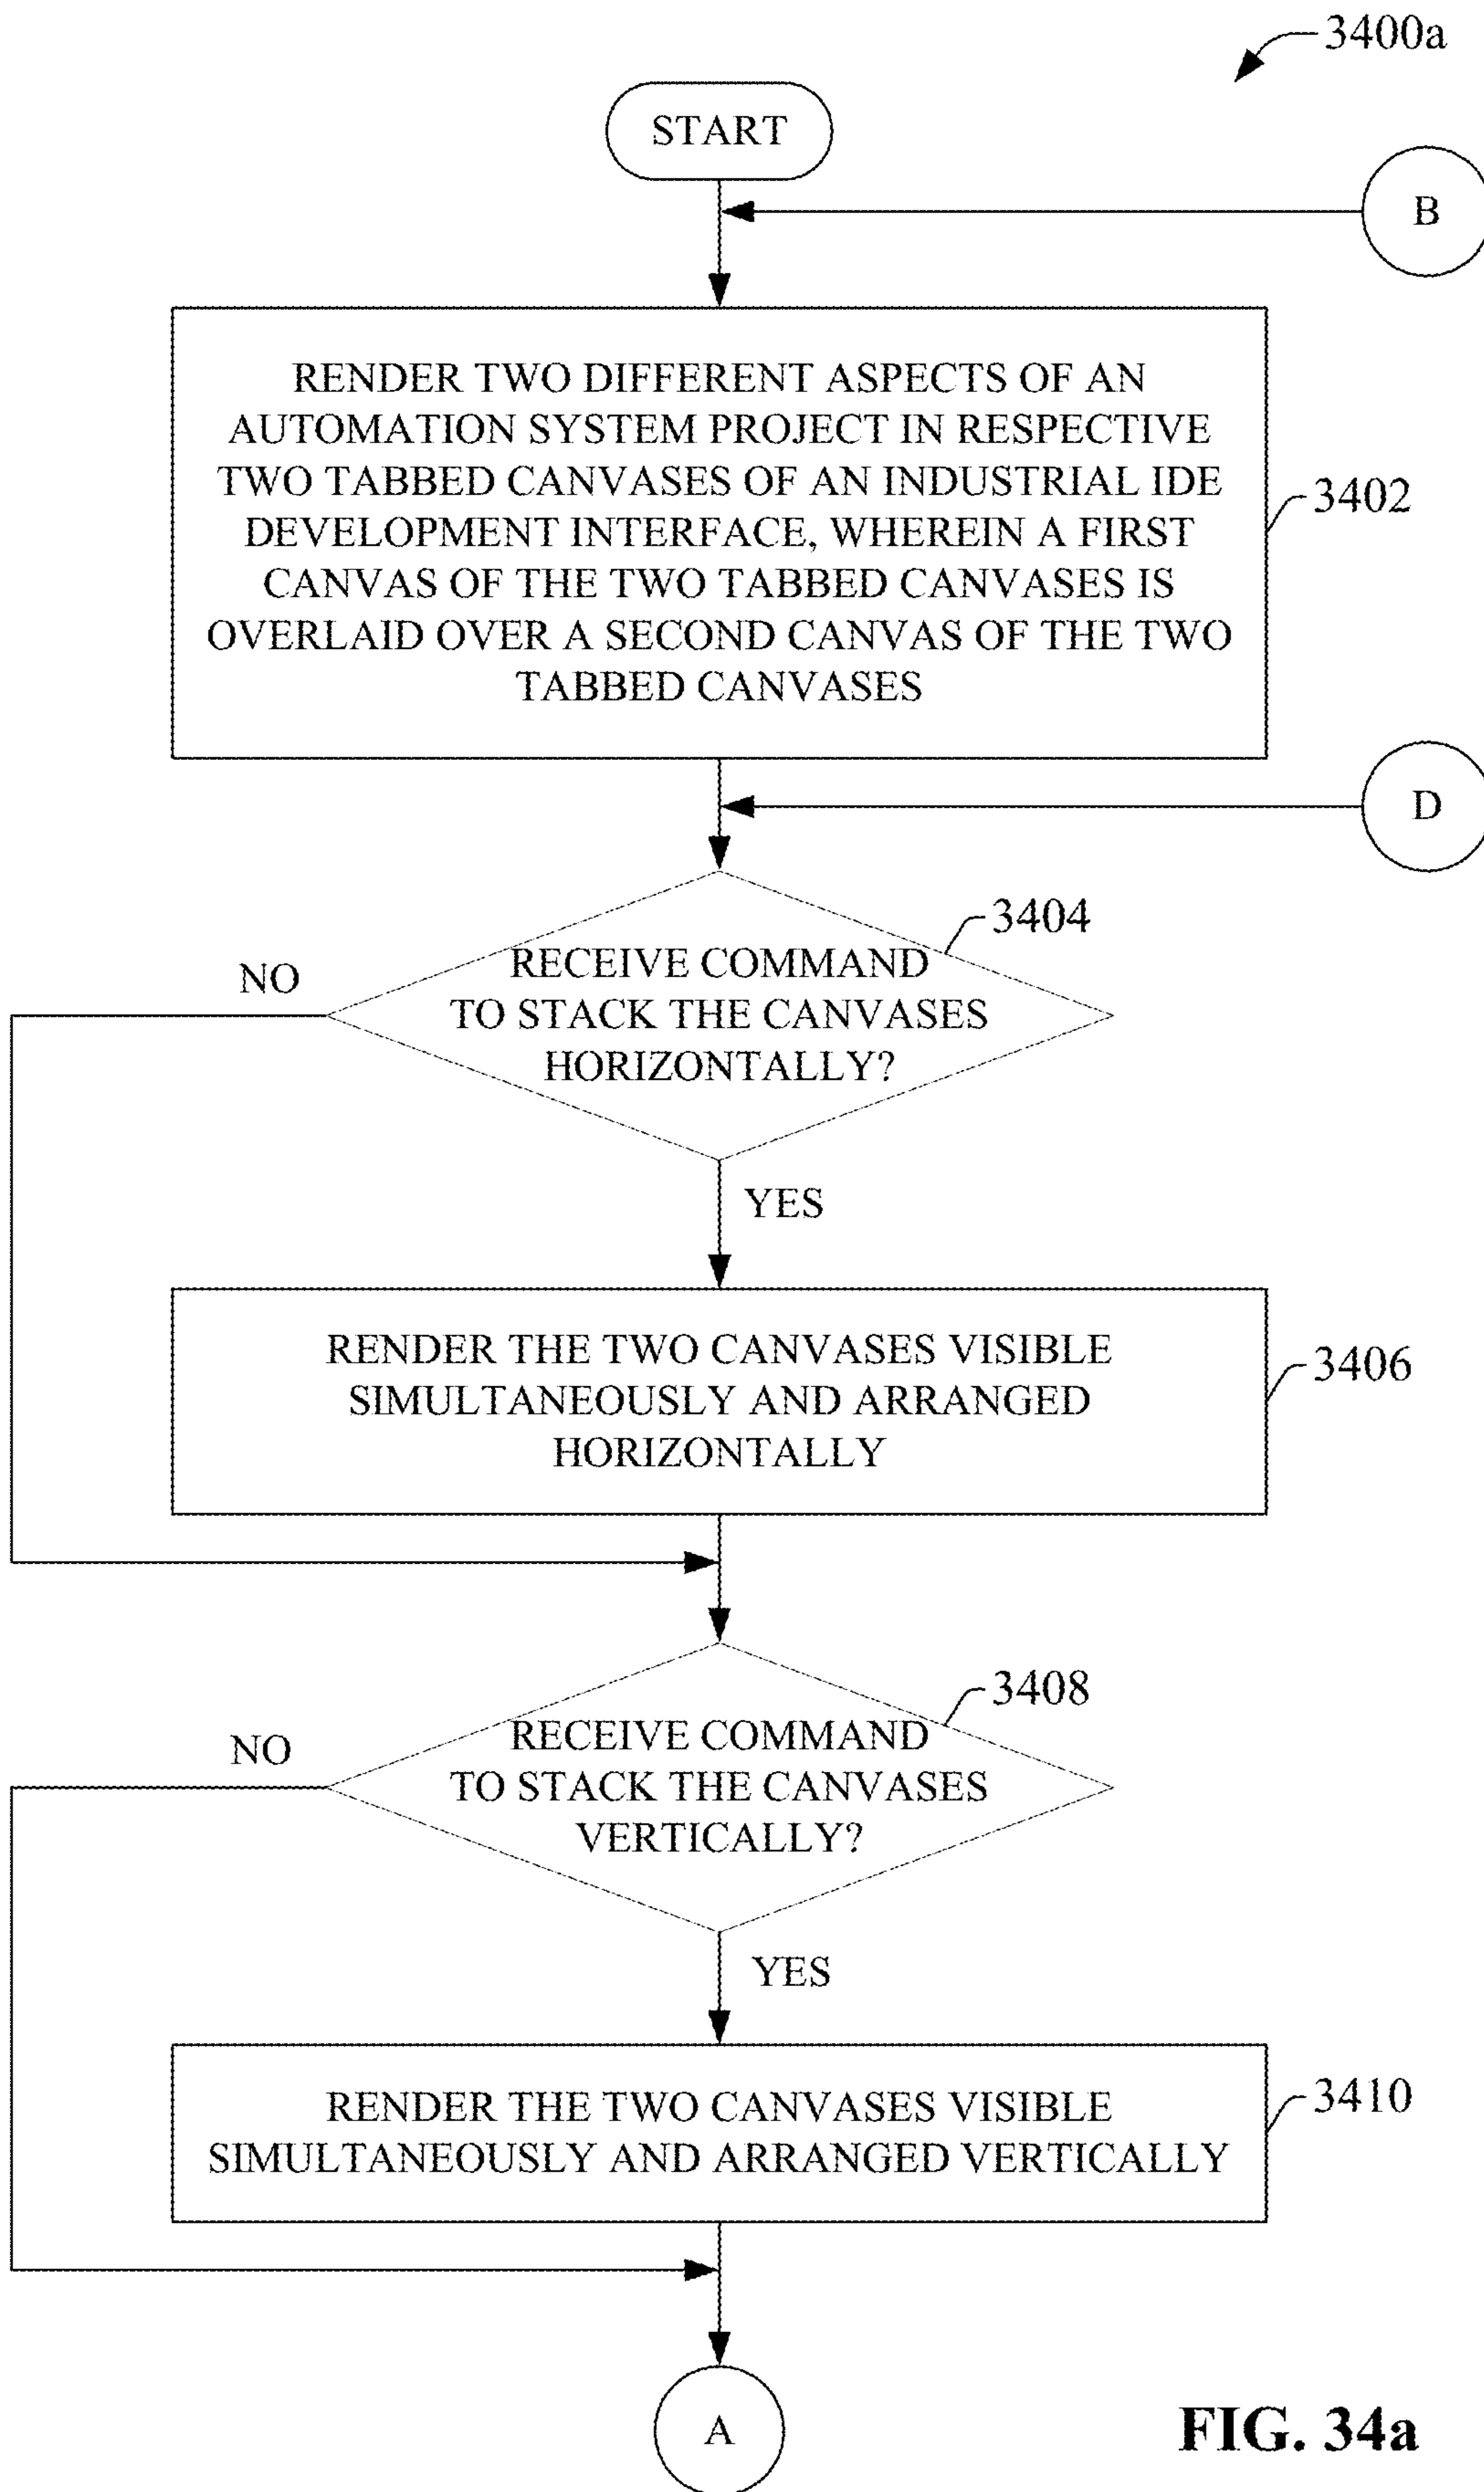 3400a
START
B
RENDER TWO DIFFERENT ASPECTS OF AN
AUTOMATION SYSTEM PROJECT IN RESPECTIVE
TWO TABBED CANVASES OF AN INDUSTRIAL IDE
DEVELOPMENT INTERFACE, WHEREIN A FIRST
CANVAS OF THE TWO TABBED CANVASES IS
OVERLAID OVER A SECOND CANVAS OF THE TWO
TABBED CANVASES
3402
D
3404
RECEIVE COMMAND
TO STACK THE CANVASES
HORIZONTALLY?
NO
YES
RENDER THE TWO CANVASES VISIBLE
SIMULTANEOUSLY AND ARRANGED
HORIZONTALLY
3406
3408
RECEIVE COMMAND
TO STACK THE CANVASES
VERTICALLY?
NO
YES
RENDER THE TWO CANVASES VISIBLE
SIMULTANEOUSLY AND ARRANGED VERTICALLY
3410
A
FIG. 34a